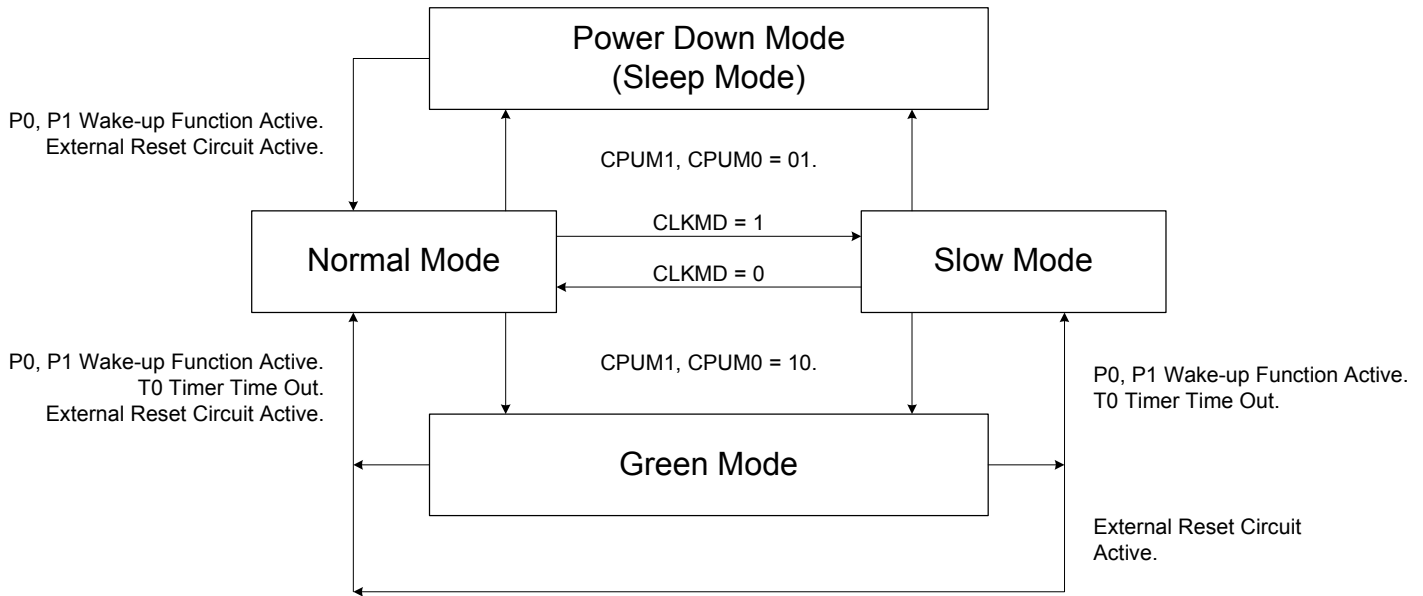 Power Down Mode
(Sleep Mode)
P0, P1 Wake-up Function Active.
External Reset Circuit Active.
CPUM1, CPUM0 = 01.
Normal Mode
CLKMD = 1
CLKMD = 0
Slow Mode
P0, P1 Wake-up Function Active.
T0 Timer Time Out.
External Reset Circuit Active.
CPUM1, CPUM0 = 10.
P0, P1 Wake-up Function Active.
T0 Timer Time Out.
Green Mode
External Reset Circuit
Active.